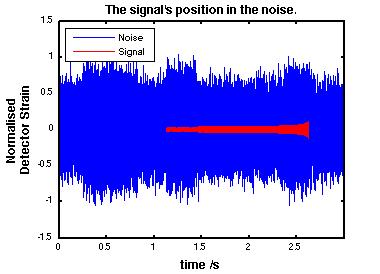 The signal's position in the noise.
1.5
Noise
Signal
1
0.5
0
-0.5
-1
-1.5
Normalised
Detector Strain
0
0.5
1
1.5
2
2.5
time /s